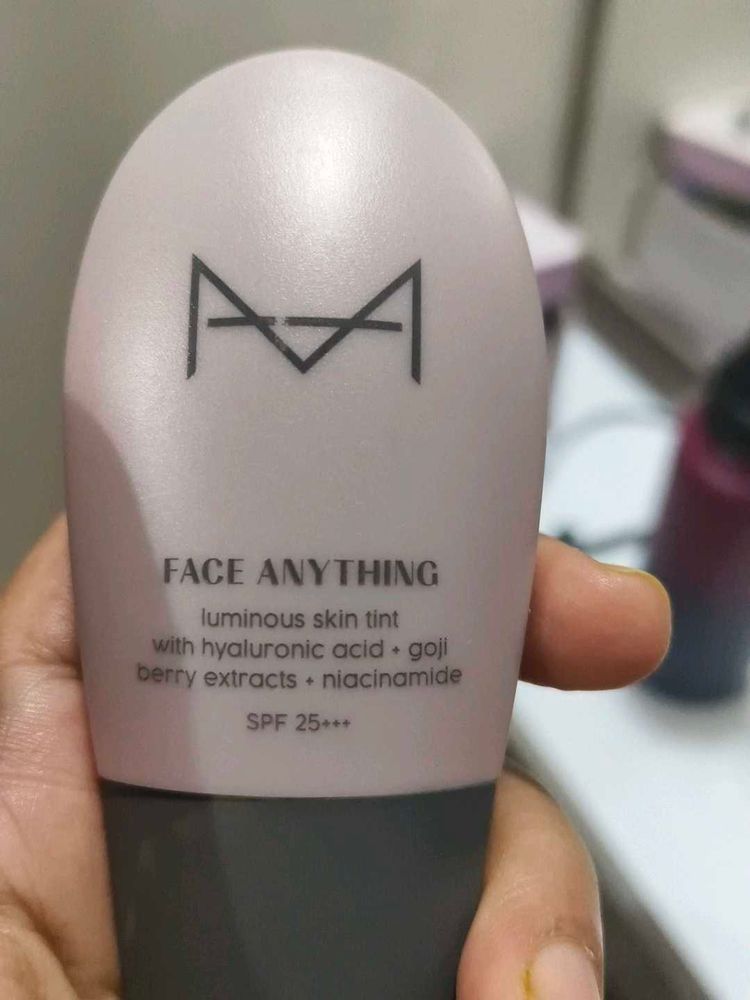 FACE ANYTHING
luminous skin tint
with hyaluronic acid + goji
berry extracts + niacinamide
SPF 25+++